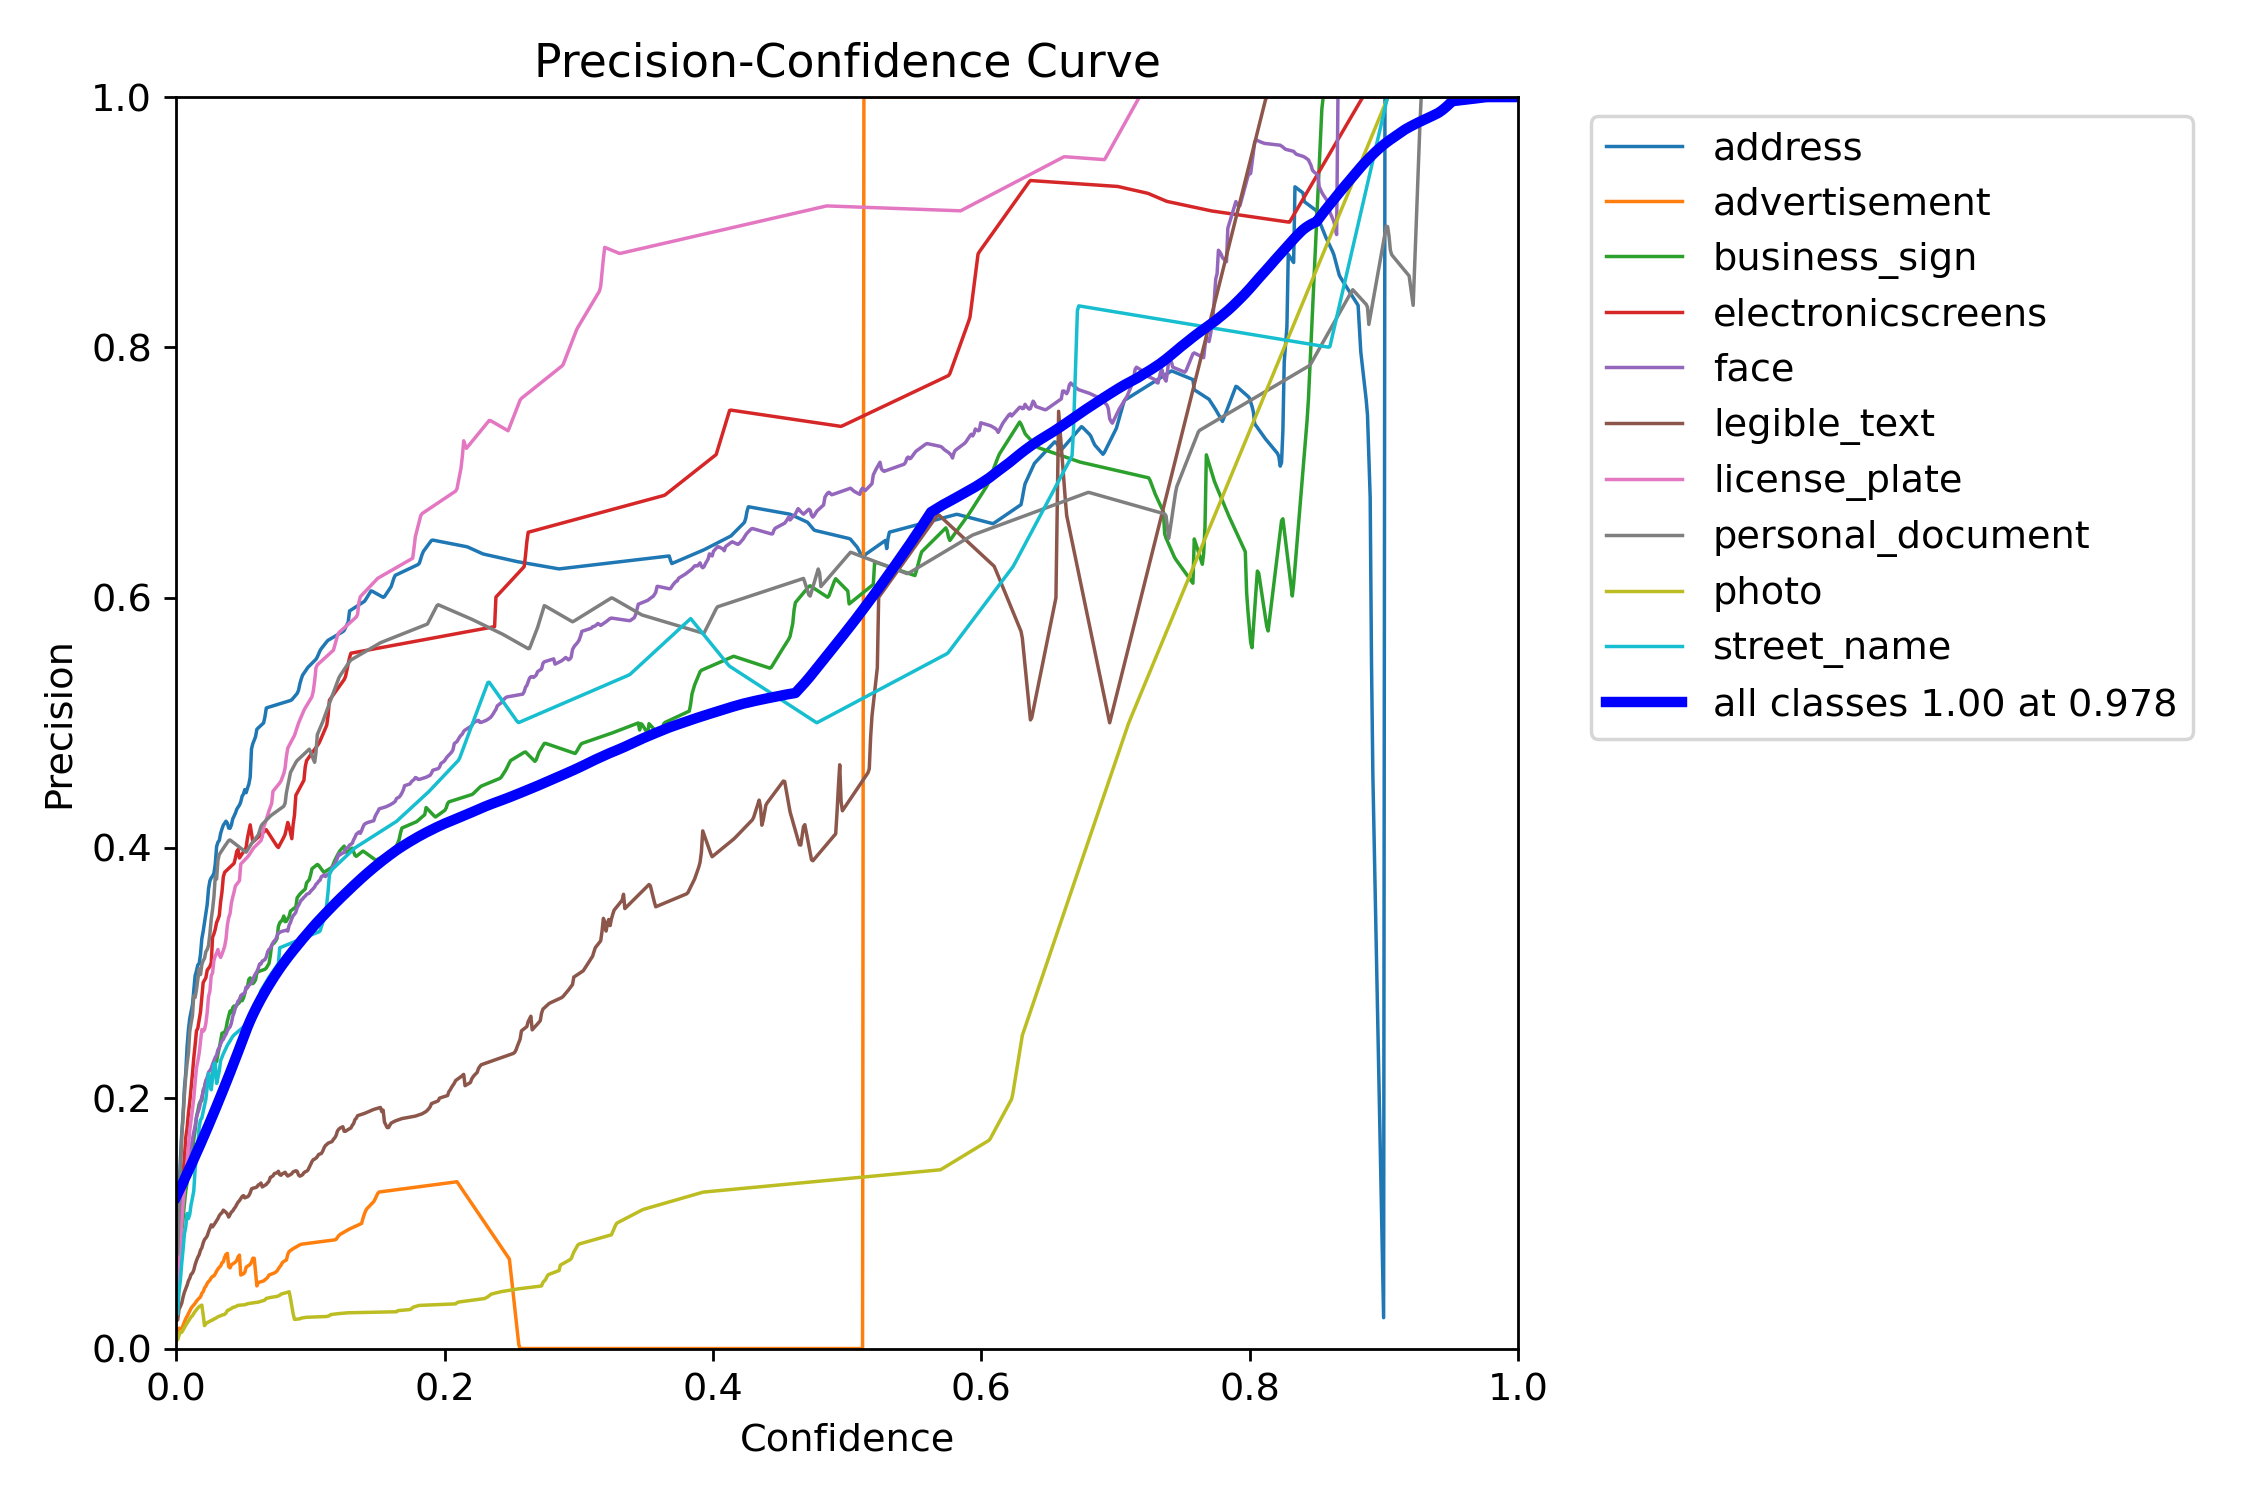 Precision-Confidence Curve
1.0
0.8
0.6
0.4
0.2
0.0
Precision
0.0 0.2 0.4 0.6 0.8 1.0
Confidence
address
advertisement
business_sign
electronicscreens
face
legible_text
license_plate
personal_document
photo
street_name
all classes 1.00 at 0.978